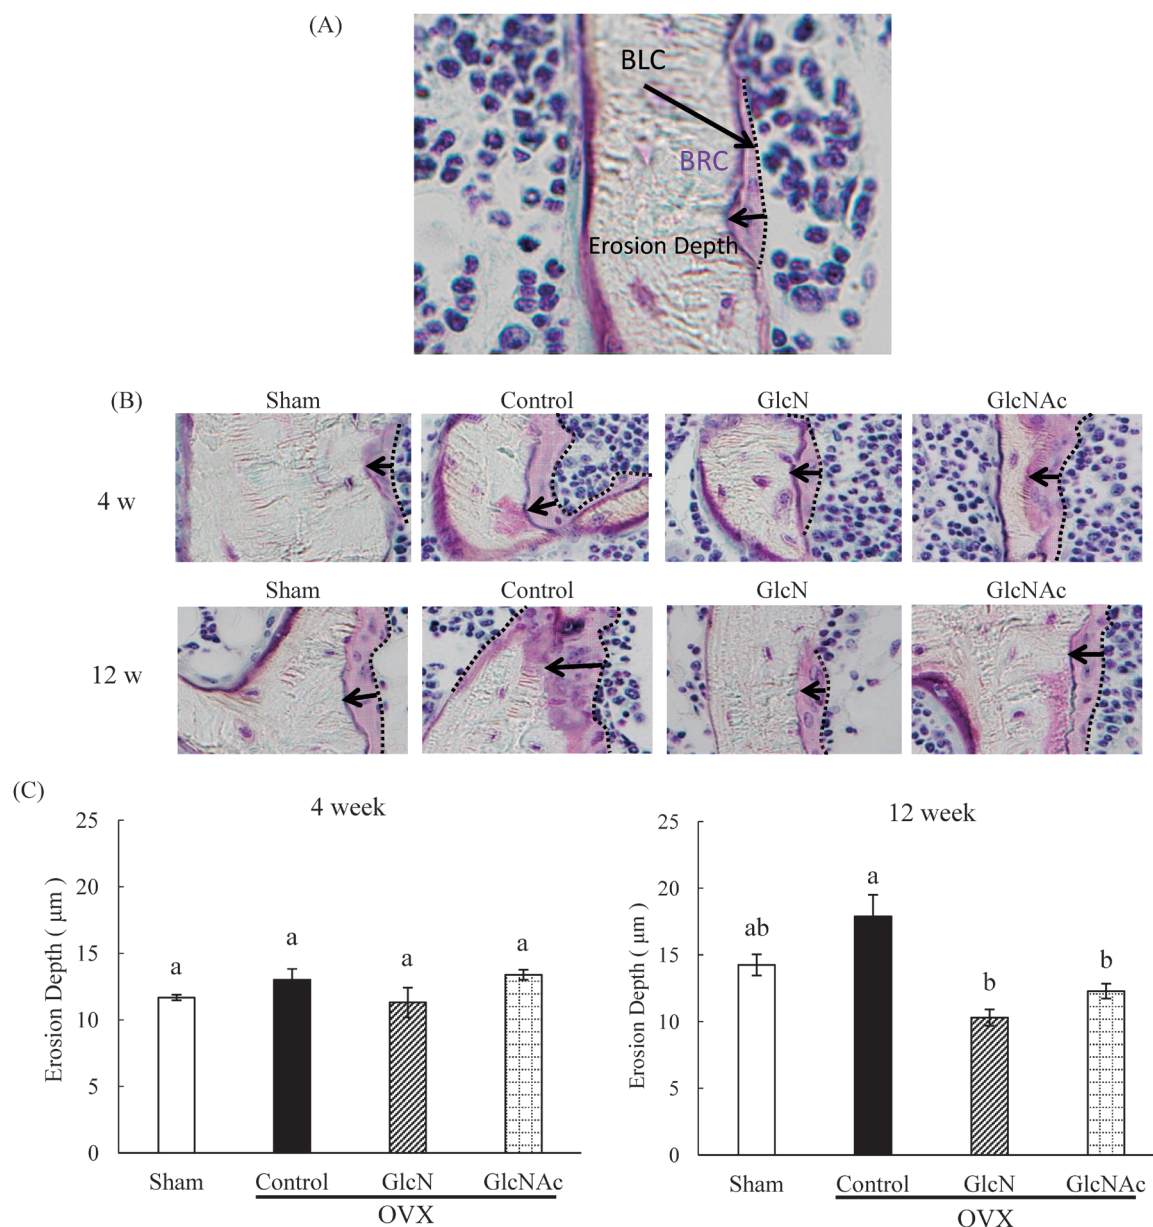 (A)
BLC
BRC
Erosion Depth
(B)
Sham Control GlcN GlcNAc
4 w
Sham Control GlcN GlcNAc
12 w
(C)
4 week
25
20
15
10
5
0
Erosion Depth ( μm )
a a a a
Sham Control GlcN GlcNAc
OVX
12 week
25
20
15
10
5
0
Erosion Depth ( μm )
ab a b b
Sham Control GlcN GlcNAc
OVX